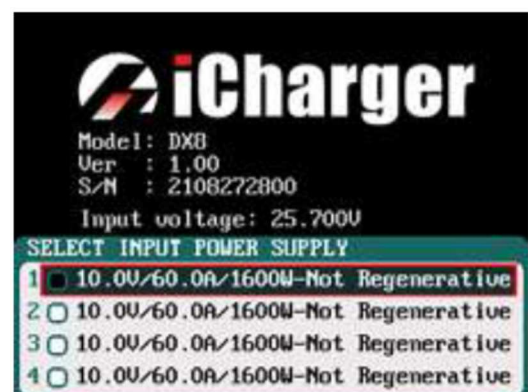 iCharger
Model: DX8
Ver : 1.00
S/N : 2108272800
Input voltage: 25.700V
SELECT INPUT POWER SUPPLY
1 10.0V/60.0A/1600W-Not Regenerative
2 10.0V/60.0A/1600W-Not Regenerative
3 10.0V/60.0A/1600W-Not Regenerative
4 10.0V/60.0A/1600W-Not Regenerative